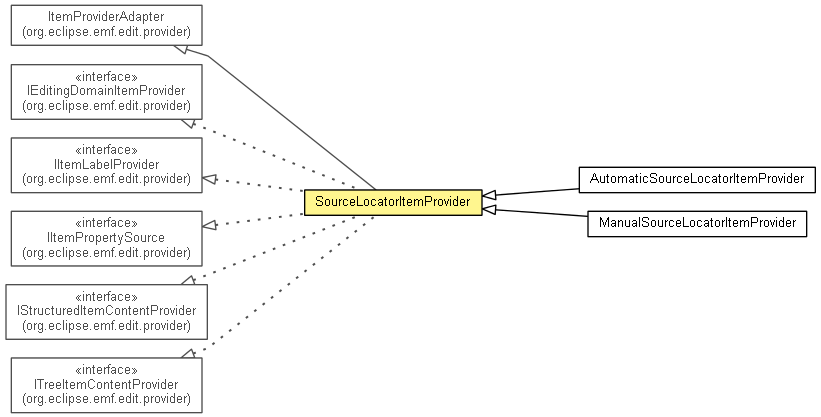 ItemProviderAdapter
(org.eclipse.emf.edit.provider)
«interface»
IEditingDomainItemProvider
(org.eclipse.emf.edit.provider)
«interface»
IItemLabelProvider
(org.eclipse.emf.edit.provider)
«interface»
IItemPropertySource
(org.eclipse.emf.edit.provider)
«interface»
IStructuredItemContentProvider
(org.eclipse.emf.edit.provider)
«interface»
ITreeItemContentProvider
(org.eclipse.emf.edit.provider)
SourceLocatorItemProvider
AutomaticSourceLocatorItemProvider
ManualSourceLocatorItemProvider